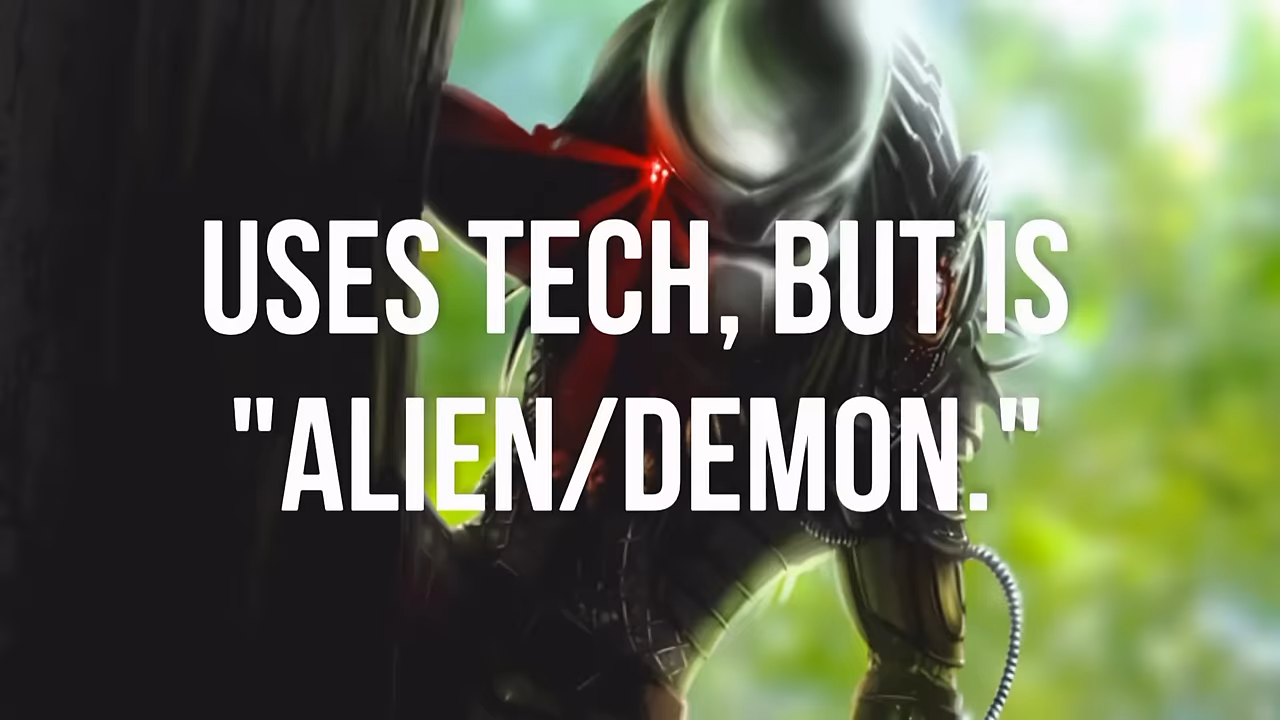 USES TECH, BUT IS
"ALIEN/DEMON."